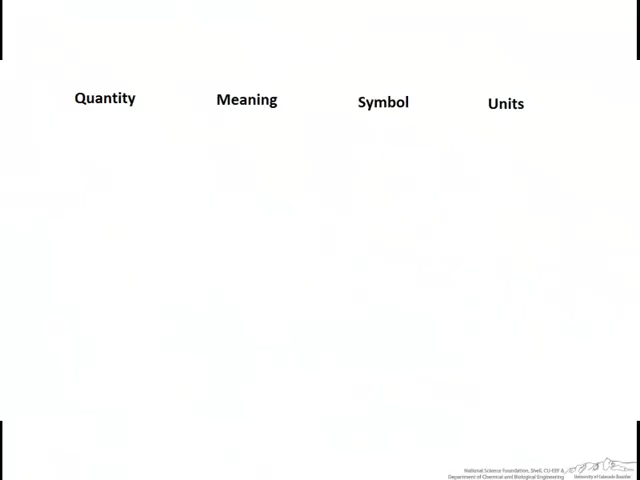 Quantity Meaning Symbol Units
National Science Foundation, Shell, CU-EEF &
Department of Chemical and Biological Engineering
University of Colorado Boulder